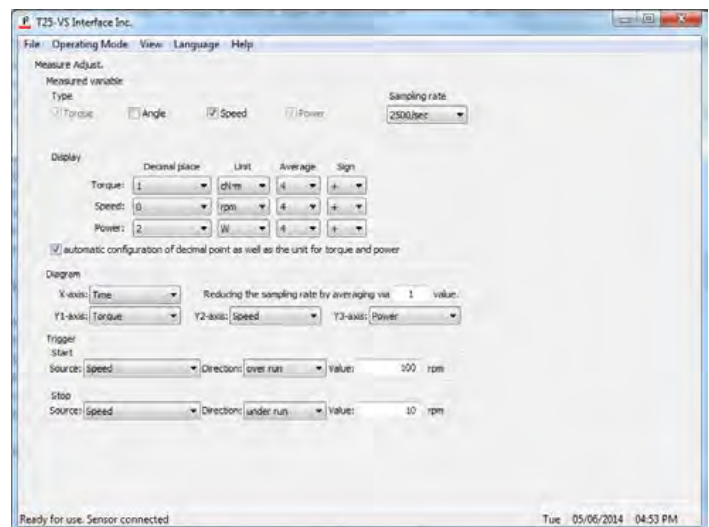 T25-VS Interface Inc.
File Operating Mode View Language Help
Measure Adjust.
Measured variable
Type Sampling rate
Torque Angle Speed Power 2500/sec
Display
Decimal place Unit Average Sign
Torque: 1 cN·m 4 +
Speed: 0 rpm 4 +
Power: 2 W 4 +
automatic configuration of decimal point as well as the unit for torque and power
Diagram
X-axis: Time Reducing the sampling rate by averaging via 1 value.
Y1-axis: Torque Y2-axis: Speed Y3-axis: Power
Trigger
Start
Source: Speed Direction: over run Value: 100 rpm
Stop
Source: Speed Direction: under run Value: 10 rpm
Ready for use. Sensor connected Tue 05/06/2014 04:53 PM